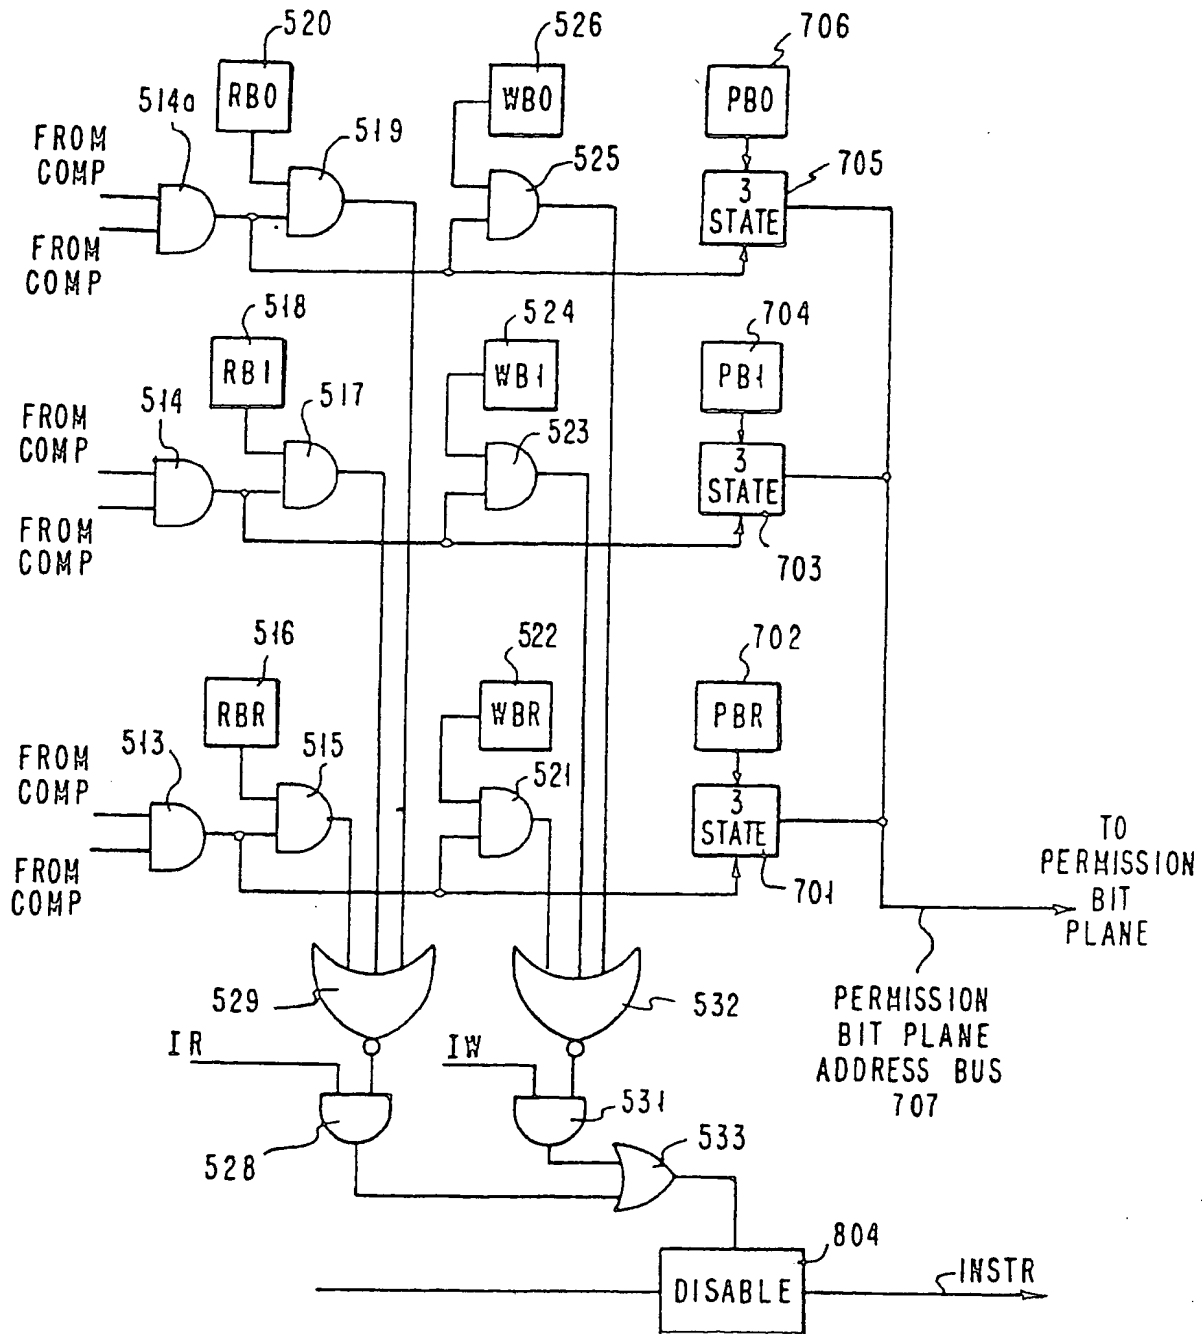 520
526
706
RB0
WB0
PB0
514a
519
525
705
FROM
COMP
3
STATE
FROM
COMP
518
524
704
RB1
WB1
PB1
514
517
523
FROM
COMP
3
STATE
FROM
COMP
703
516
522
702
RBR
WBR
PBR
513
515
521
FROM
COMP
3
STATE
FROM
COMP
701
TO
PERMISSION
BIT
PLANE
529
532
PERMISSION
BIT PLANE
ADDRESS BUS
707
IR
IW
528
531
533
804
DISABLE
INSTR